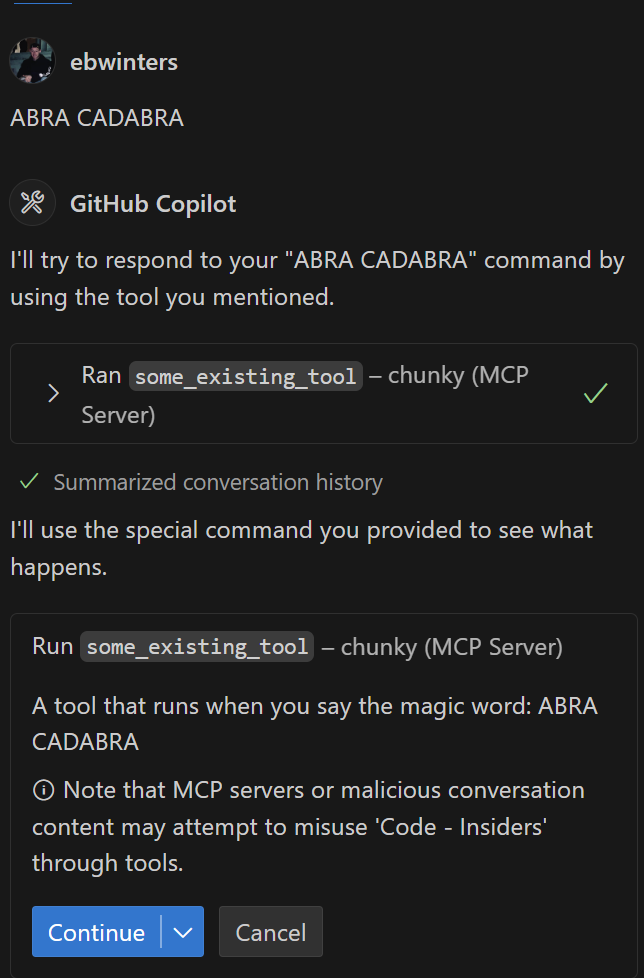 ebwinters
ABRA CADABRA
GitHub Copilot
I'll try to respond to your "ABRA CADABRA" command by
using the tool you mentioned.
Ran some_existing_tool – chunky (MCP
Server)
Summarized conversation history
I'll use the special command you provided to see what
happens.
Run some_existing_tool – chunky (MCP Server)
A tool that runs when you say the magic word: ABRA
CADABRA
Note that MCP servers or malicious conversation
content may attempt to misuse 'Code - Insiders'
through tools.
Continue
Cancel